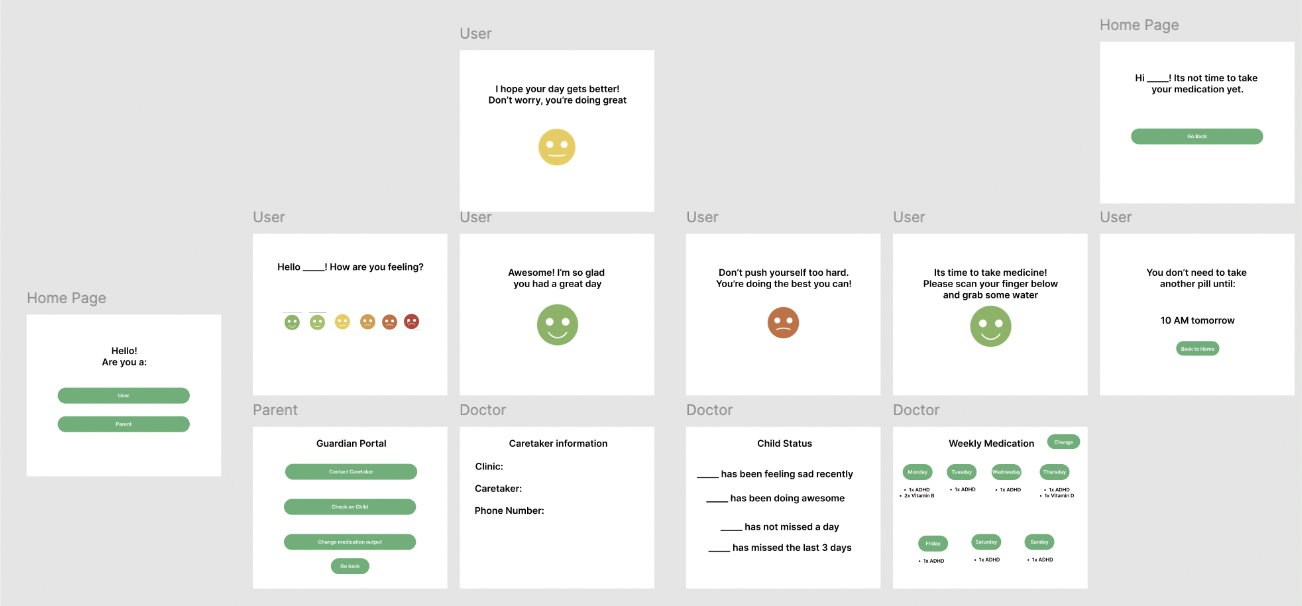 User
I hope your day gets better!
Don't worry, you're doing great
Home Page
Hi ____! Its not time to take
your medication yet.
Go Back
Home Page
Hello!
Are you a:
User
Parent
User
Hello ____! How are you feeling?
User
Awesome! I'm so glad
you had a great day
User
Don't push yourself too hard.
You're doing the best you can!
User
Its time to take medicine!
Please scan your finger below
and grab some water
User
You don't need to take
another pill until:
10 AM tomorrow
Back to Home
Parent
Guardian Portal
Contact Caretaker
Check on Child
Change medication output
Go back
Doctor
Caretaker information
Clinic:
Caretaker:
Phone Number:
Doctor
Child Status
____ has been feeling sad recently
____ has been doing awesome
____ has not missed a day
____ has missed the last 3 days
Doctor
Weekly Medication
Change
Monday
• 1x ADHD
• 2x Vitamin B
Tuesday
• 1x ADHD
Wednesday
• 1x ADHD
Thursday
• 1x ADHD
• 1x Vitamin D
Friday
• 1x ADHD
Saturday
• 1x ADHD
Sunday
• 1x ADHD